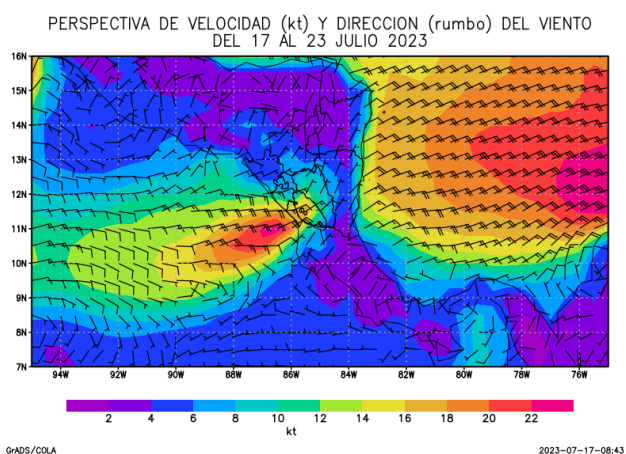 PERSPECTIVA DE VELOCIDAD (kt) Y DIRECCION (rumbo) DEL VIENTO
DEL 17 AL 23 JULIO 2023
16N
15N
14N
13N
12N
11N
10N
9N
8N
7N
94W 92W 90W 88W 86W 84W 82W 80W 78W 76W
2 4 6 8 10 12 14 16 18 20 22
kt
GrADS/COLA 2023-07-17-08:43